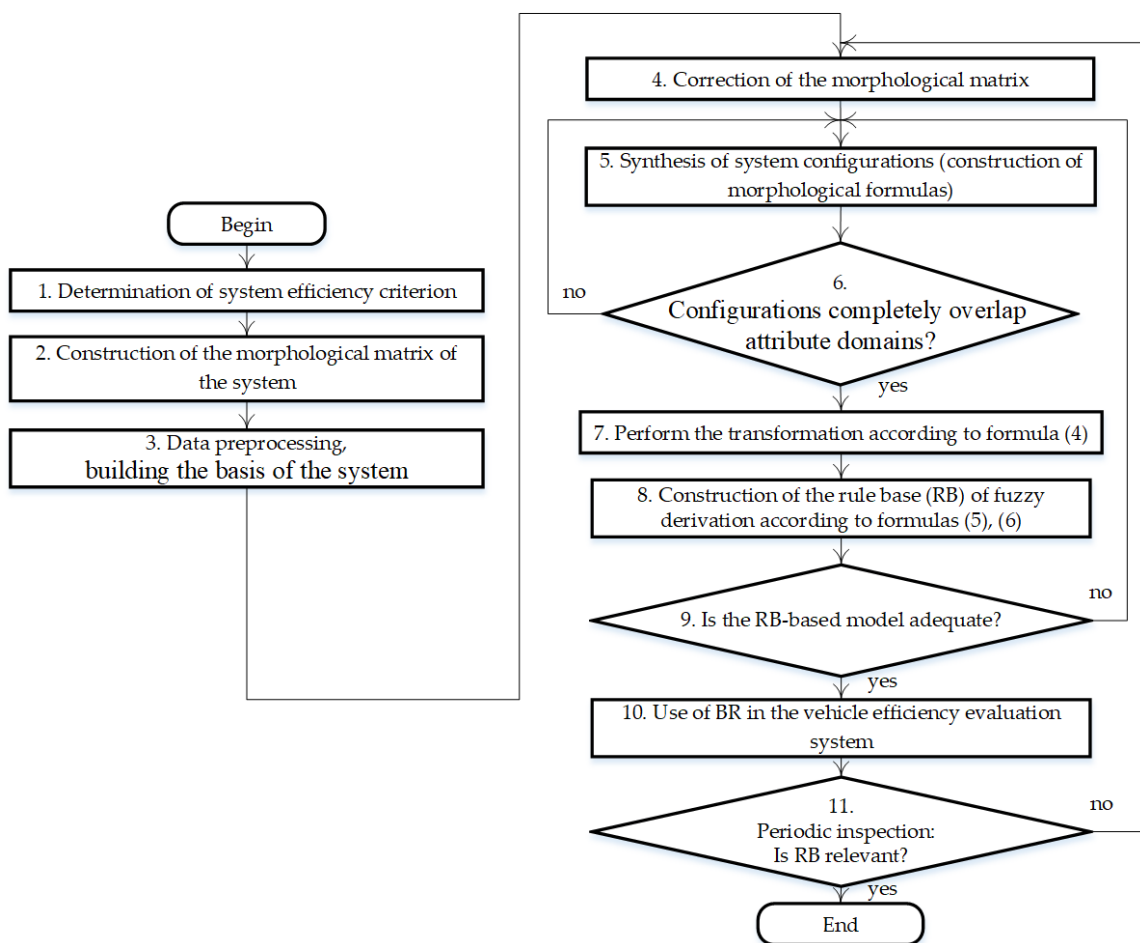 Begin
1. Determination of system efficiency criterion
2. Construction of the morphological matrix of
the system
3. Data preprocessing,
building the basis of the system
4. Correction of the morphological matrix
5. Synthesis of system configurations (construction of
morphological formulas)
6.
Configurations completely overlap
attribute domains?
no
yes
7. Perform the transformation according to formula (4)
8. Construction of the rule base (RB) of fuzzy
derivation according to formulas (5), (6)
9. Is the RB-based model adequate?
no
yes
10. Use of BR in the vehicle efficiency evaluation
system
11.
Periodic inspection:
Is RB relevant?
no
yes
End